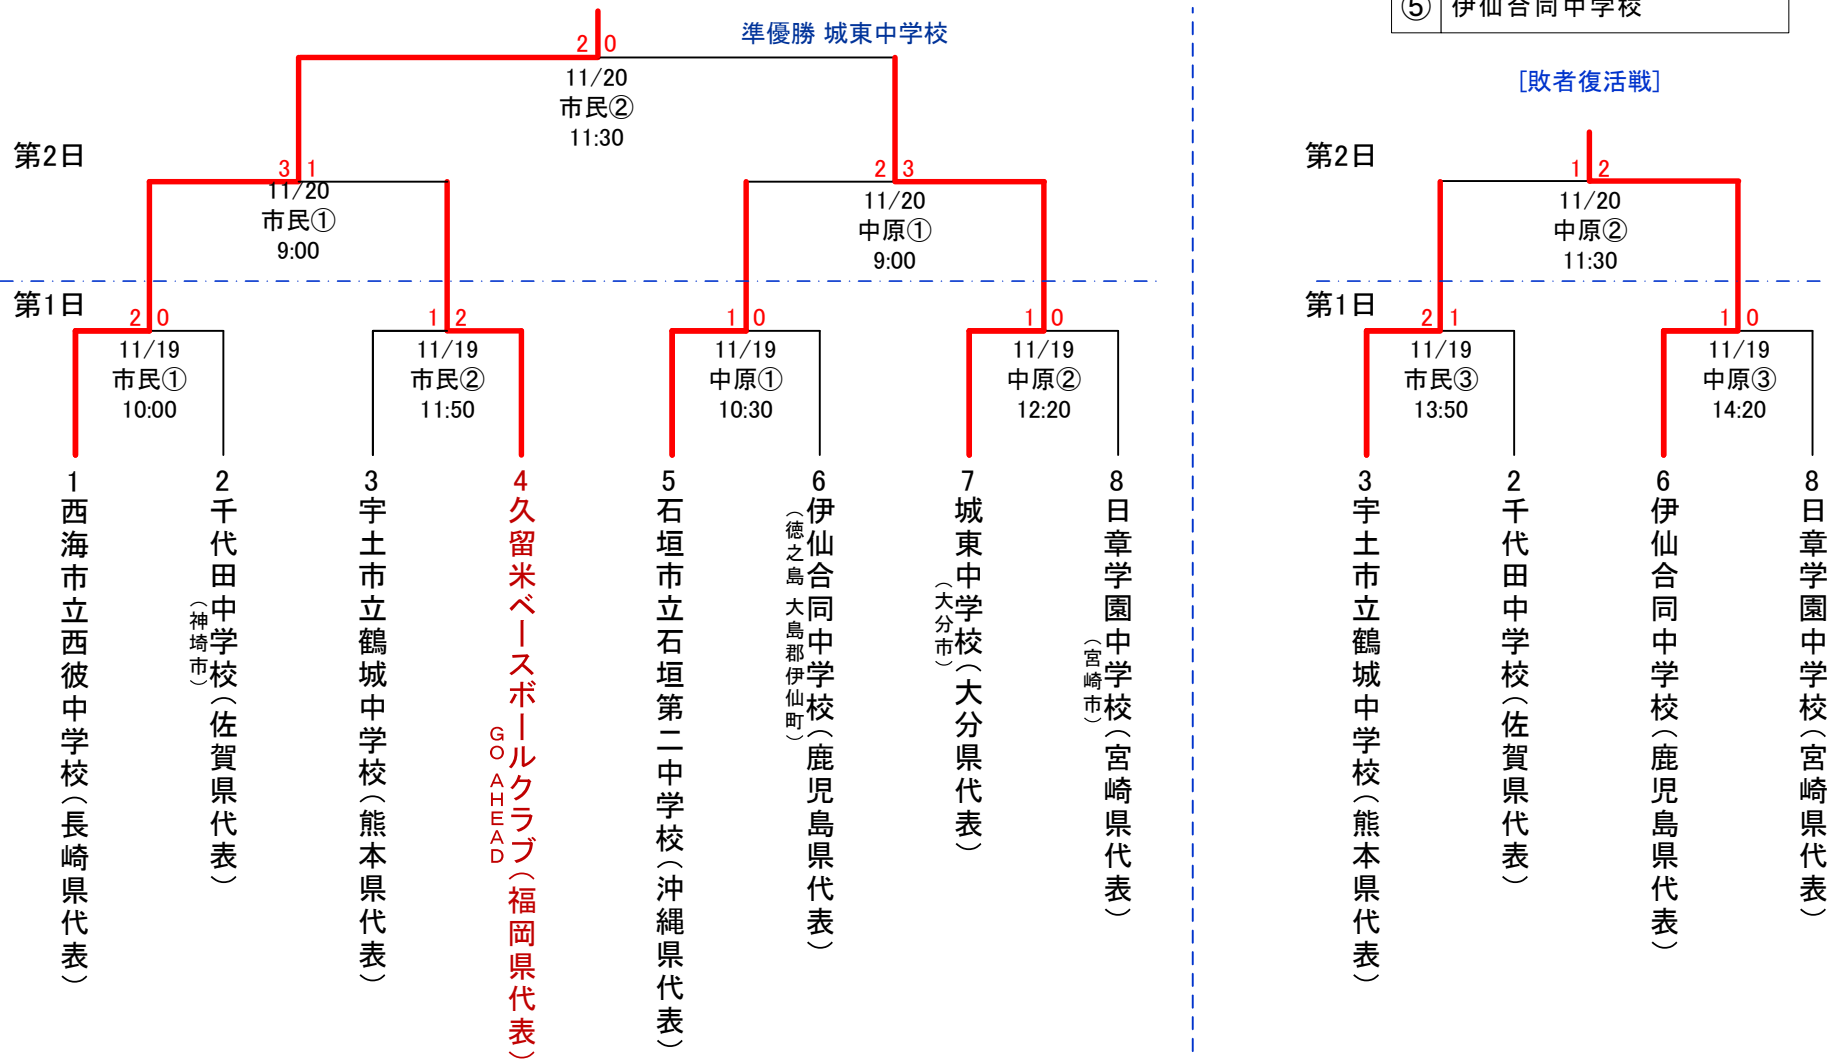 ⑤ 伊仙合同中学校
準優勝 城東中学校
2 0
11/20
市民②
11:30
第2日
3 1
11/20
市民①
9:00
2 3
11/20
中原①
9:00
第1日
2 0
11/19
市民①
10:00
1 2
11/19
市民②
11:50
1 0
11/19
中原①
10:30
1 0
11/19
中原②
12:20
1 西海市立西彼中学校(長崎県代表)
2 千代田中学校(佐賀県代表)
(神埼市)
3 宇土市立鶴城中学校(熊本県代表)
4 久留米ベースボールクラブ(福岡県代表)
GO AHEAD
5 石垣市立石垣第二中学校(沖縄県代表)
6 伊仙合同中学校(鹿児島県代表)
(徳之島 大島郡伊仙町)
7 城東中学校(大分県代表)
(大分市)
8 日章学園中学校(宮崎県代表)
(宮崎市)
[敗者復活戦]
第2日
1 2
11/20
中原②
11:30
第1日
2 1
11/19
市民③
13:50
1 0
11/19
中原③
14:20
3 宇土市立鶴城中学校(熊本県代表)
2 千代田中学校(佐賀県代表)
6 伊仙合同中学校(鹿児島県代表)
8 日章学園中学校(宮崎県代表)